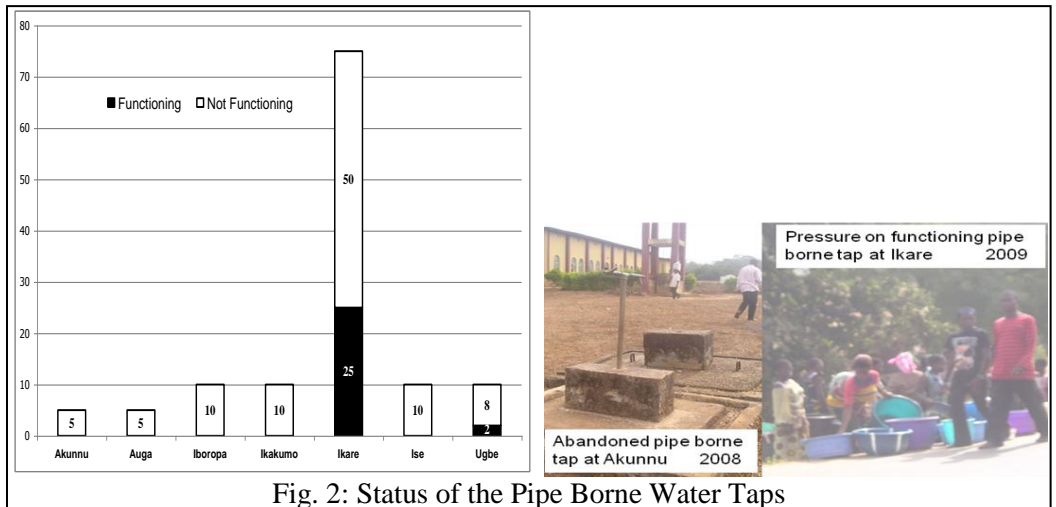 80
70
60
50
40
30
20
10
0
Functioning Not Functioning
5
5
10
10
50
25
10
8
2
Akunnu Auga Iboropa Ikakumo Ikare Ise Ugbe
Abandoned pipe borne
tap at Akunnu 2008
Pressure on functioning pipe
borne tap at Ikare 2009
Fig. 2: Status of the Pipe Borne Water Taps